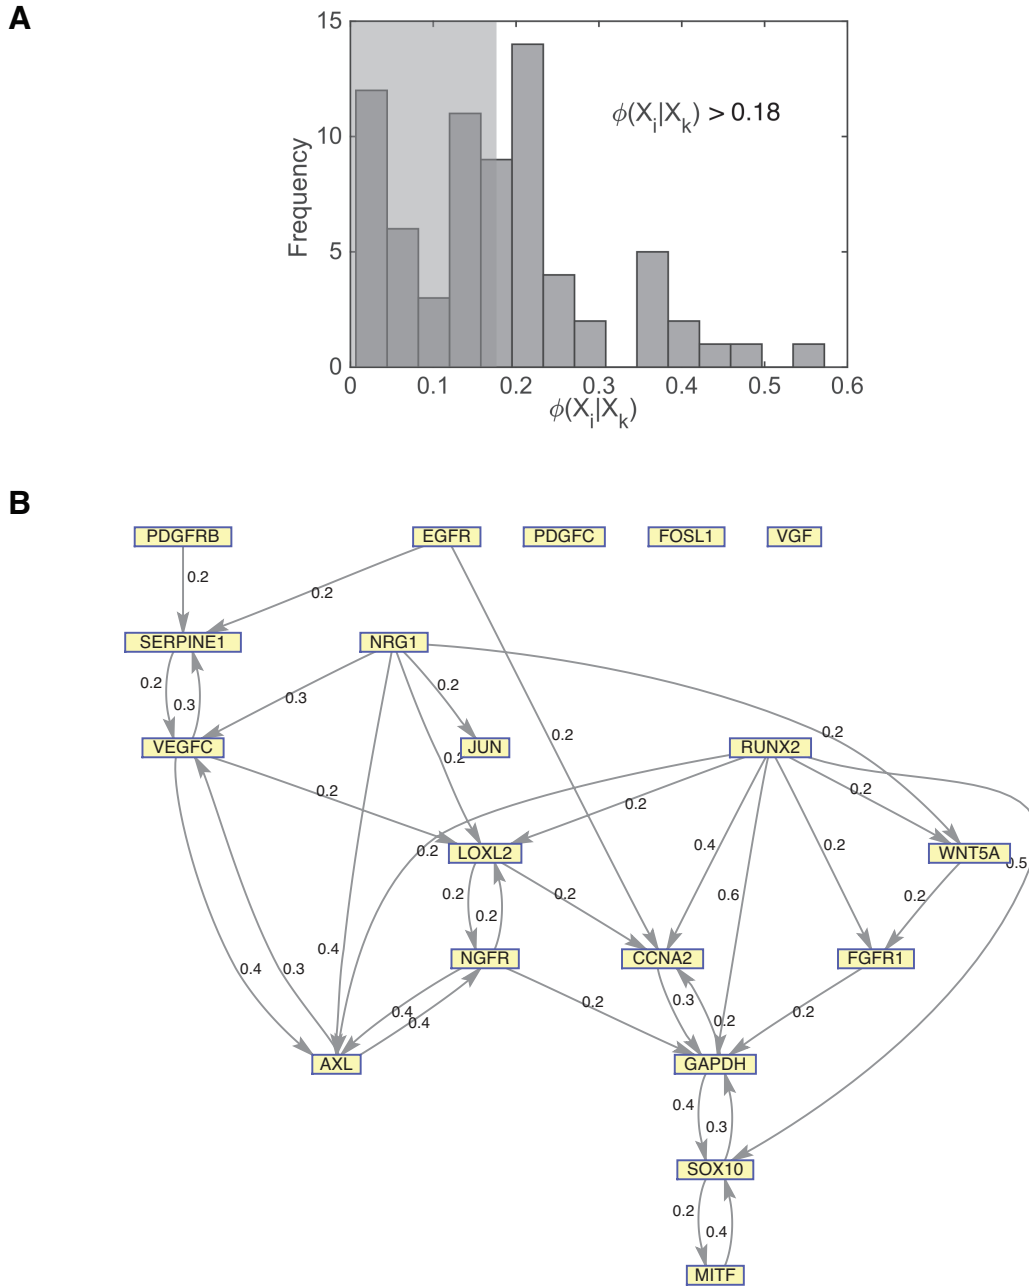 A
15
10
5
0
Frequency
ϕ(Xi|Xk) > 0.18
0 0.1 0.2 0.3 0.4 0.5 0.6
ϕ(Xi|Xk)
B
PDGFRB EGFR PDGFC FOSL1 VGF
0.2
0.2
SERPINE1 NRG1
0.2 0.3 0.3 0.2 0.2 0.2
VEGFC JUN RUNX2
0.2
0.2 0.2 0.2
0.2 0.4 0.2
LOXL2 WNT5A
0.5
0.2 0.2 0.2 0.6 0.2
NGFR CCNA2 FGFR1
0.4 0.3 0.4
0.4 0.4 0.2 0.3 0.2 0.2
AXL GAPDH
0.4 0.3
SOX10
0.2 0.4
MITF